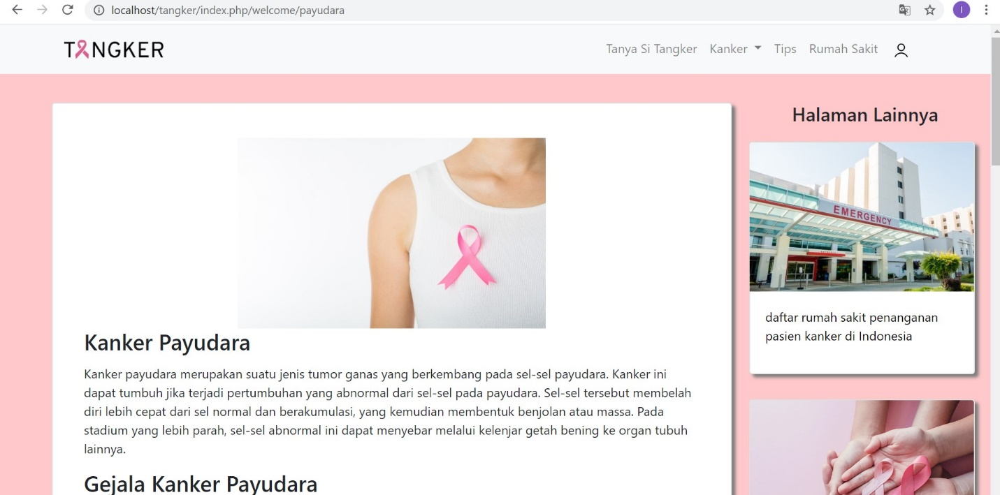 localhost/tangker/index.php/welcome/payudara
I
TANGKER
Tanya Si Tangker
Kanker
Tips
Rumah Sakit
Kanker Payudara
Kanker payudara merupakan suatu jenis tumor ganas yang berkembang pada sel-sel payudara. Kanker ini
dapat tumbuh jika terjadi pertumbuhan yang abnormal dari sel-sel pada payudara. Sel-sel tersebut membelah
diri lebih cepat dari sel normal dan berakumulasi, yang kemudian membentuk benjolan atau massa. Pada
stadium yang lebih parah, sel-sel abnormal ini dapat menyebar melalui kelenjar getah bening ke organ tubuh
lainnya.
Gejala Kanker Payudara
Halaman Lainnya
EMERGENCY
daftar rumah sakit penanganan
pasien kanker di Indonesia